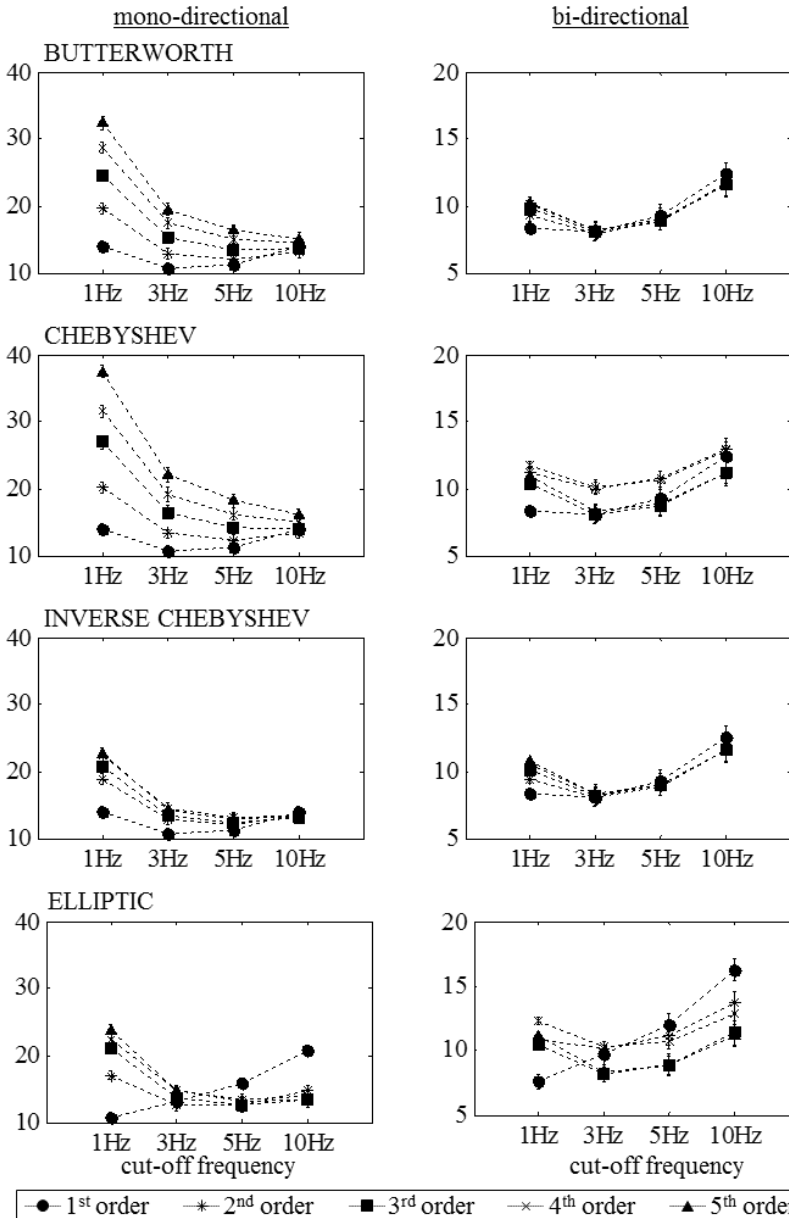 mono-directional bi-directional
BUTTERWORTH
40 20
30 15
20 10
10 5
1Hz 3Hz 5Hz 10Hz 1Hz 3Hz 5Hz 10Hz
CHEBYSHEV
40 20
30 15
20 10
10 5
1Hz 3Hz 5Hz 10Hz 1Hz 3Hz 5Hz 10Hz
INVERSE CHEBYSHEV
40 20
30 15
20 10
10 5
1Hz 3Hz 5Hz 10Hz 1Hz 3Hz 5Hz 10Hz
ELLIPTIC
40 20
30 15
20 10
10 5
1Hz 3Hz 5Hz 10Hz 1Hz 3Hz 5Hz 10Hz
cut-off frequency cut-off frequency
1st order 2nd order 3rd order 4th order 5th order